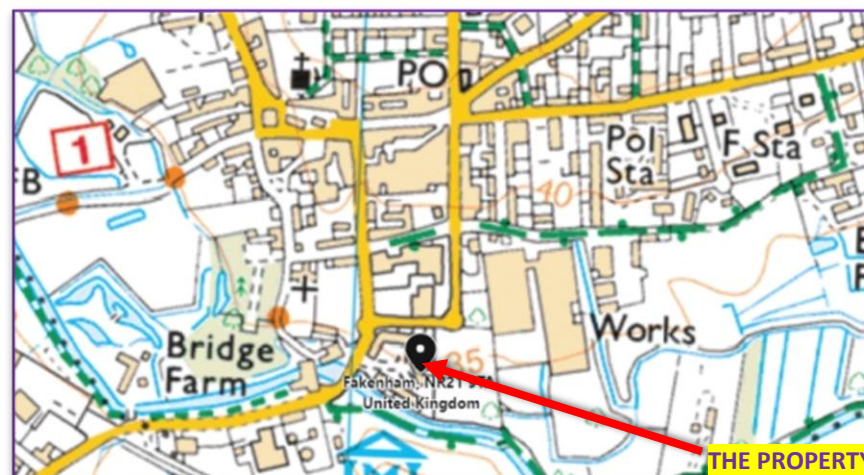 PO
1
Pol
Sta
F Sta
FB
40
Works
35
Bridge
Farm
Fakenham, NR21
United Kingdom
THE PROPERTY